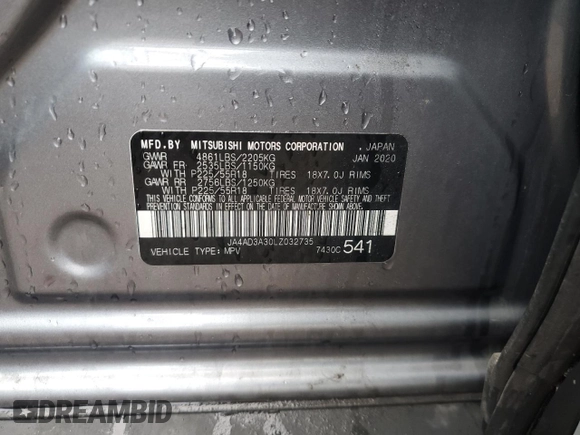 MFD.BY MITSUBISHI MOTORS CORPORATION, JAPAN
GVWR 4861LBS/2205KG JAN 2020
GAWR FR 2535LBS/1150KG
WITH P225/55R18 TIRES 18X7.0J RIMS
GAWR RR 2756LBS/1250KG
WITH P225/55R18 TIRES 18X7.0J RIMS
THIS VEHICLE CONFORMS TO ALL APPLICABLE FEDERAL MOTOR VEHICLE SAFETY AND THEFT
PREVENTION STANDARDS IN EFFECT ON THE DATE OF MANUFACTURE SHOWN ABOVE.
JA4AD3A30LZ032735
VEHICLE TYPE: MPV 7430C 541
DREAMBID